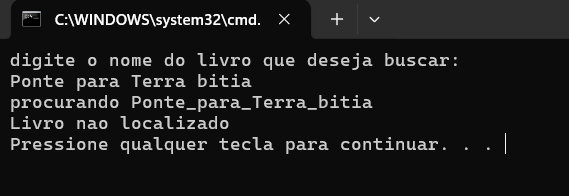 C:\WINDOWS\system32\cmd.
digite o nome do livro que deseja buscar:
Ponte para Terra bitia
procurando Ponte_para_Terra_bitia
Livro nao localizado
Pressione qualquer tecla para continuar. . .